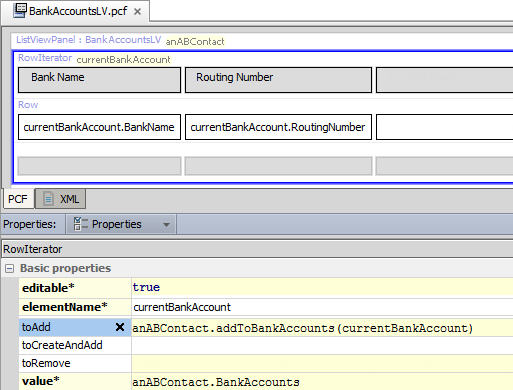 BankAccountsLV.pcf ×
ListViewPanel : BankAccountsLV anABContact
RowIterator currentBankAccount
Bank Name Routing Number
Row
currentBankAccount.BankName currentBankAccount.RoutingNumber
PCF XML
Properties: Properties
RowIterator
Basic properties
editable* true
elementName* currentBankAccount
toAdd anABContact.addToBankAccounts(currentBankAccount)
toCreateAndAdd
toRemove
value* anABContact.BankAccounts